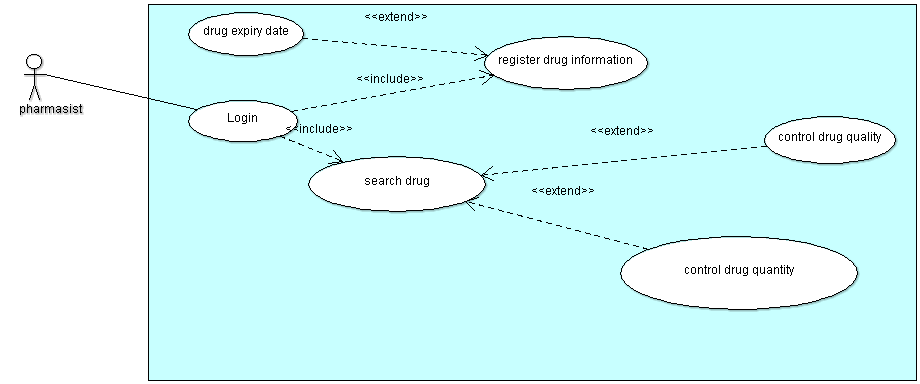 <<extend>>
drug expiry date
register drug information
<<include>>
pharmasist
Login
<<include>>
<<extend>>
control drug quality
search drug
<<extend>>
control drug quantity